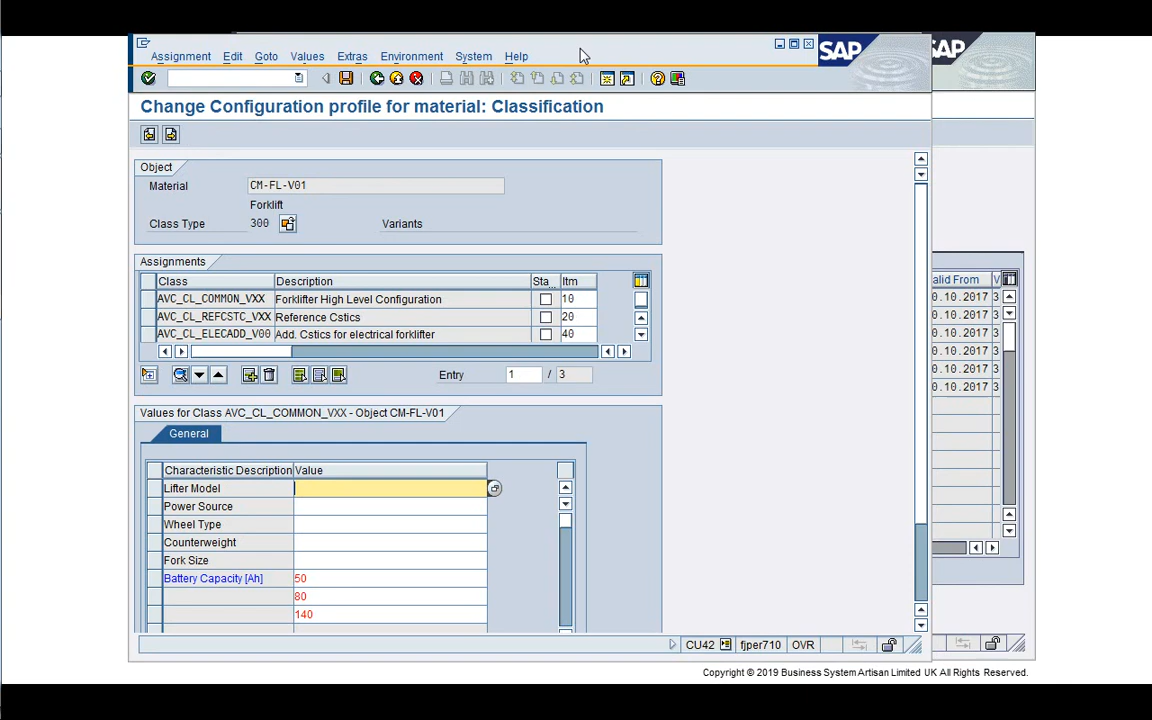 SAP
SAP
Assignment Edit Goto Values Extras Environment System Help
Change Configuration profile for material: Classification
Object
Material CM-FL-V01
Forklift
Class Type 300 Variants
Assignments
Class Description Sta... Itm
AVC_CL_COMMON_VXX Forklifter High Level Configuration 10
AVC_CL_REFCSTC_VXX Reference Cstics 20
AVC_CL_ELECADD_V00 Add. Cstics for electrical forklifter 40
Entry 1 / 3
Values for Class AVC_CL_COMMON_VXX - Object CM-FL-V01
General
Characteristic Description Value
Lifter Model
Power Source
Wheel Type
Counterweight
Fork Size
Battery Capacity [Ah] 50
80
140
alid From V
0.10.2017 3
0.10.2017 3
0.10.2017 3
0.10.2017 3
0.10.2017 3
0.10.2017 3
CU42 fjper710 OVR
Copyright © 2019 Business System Artisan Limited UK All Rights Reserved.